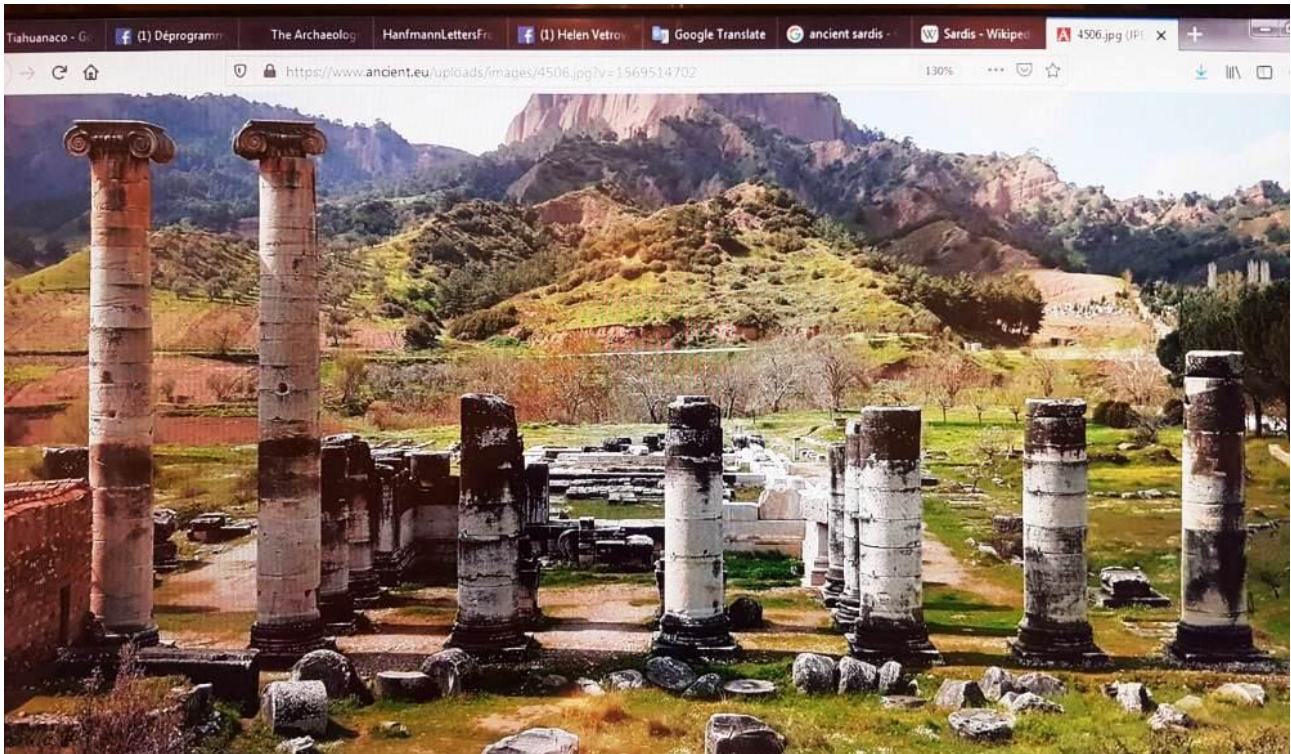 Tiahuanaco - G
(1) Déprogramm
The Archaeolog
HanfmannLettersFr
(1) Helen Vetrov
Google Translate
ancient sardis -
Sardis - Wikiped
4506.jpg (JPE
https://www.ancient.eu/uploads/images/4506.jpg?v=1569514702
130%